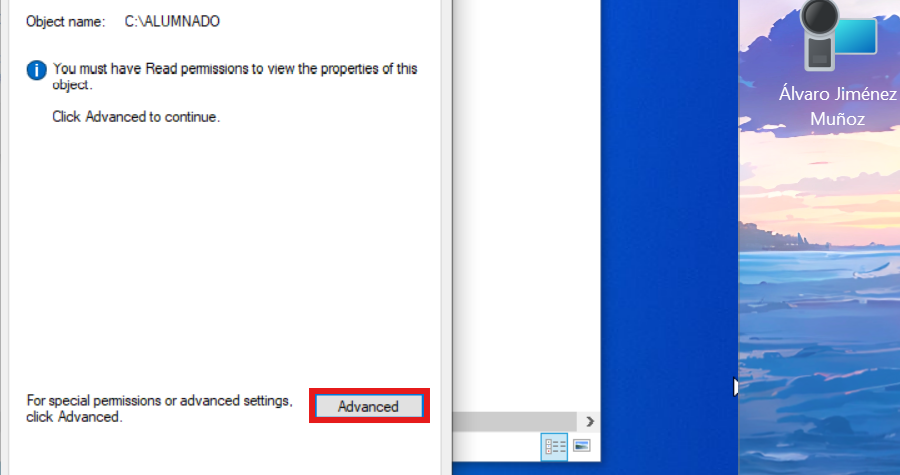 Object name: C:\ALUMNADO
You must have Read permissions to view the properties of this
object.
Click Advanced to continue.
For special permissions or advanced settings,
click Advanced.
Advanced
Álvaro Jiménez
Muñoz